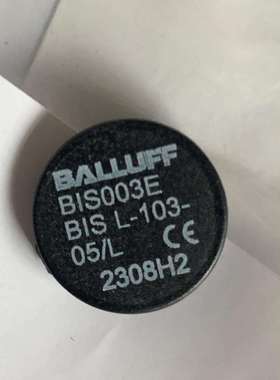 BALLUFF
BIS003E
BIS L-103-
05/L CE
2308H2